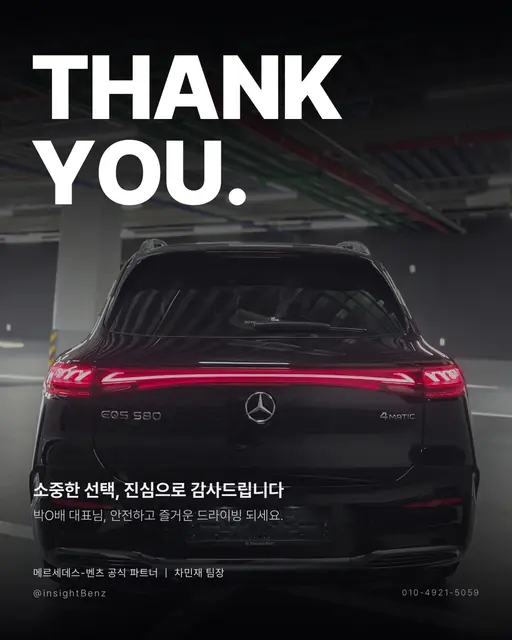 THANK
YOU.
EQS 580
4MATIC
소중한 선택, 진심으로 감사드립니다
박O배 대표님, 안전하고 즐거운 드라이빙 되세요.
메르세데스-벤츠 공식 파트너 | 차민재 팀장
@insightBenz
010-4921-5059